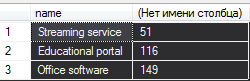 name (Нет имени столбца)
1 Streaming service 51
2 Educational portal 116
3 Office software 149